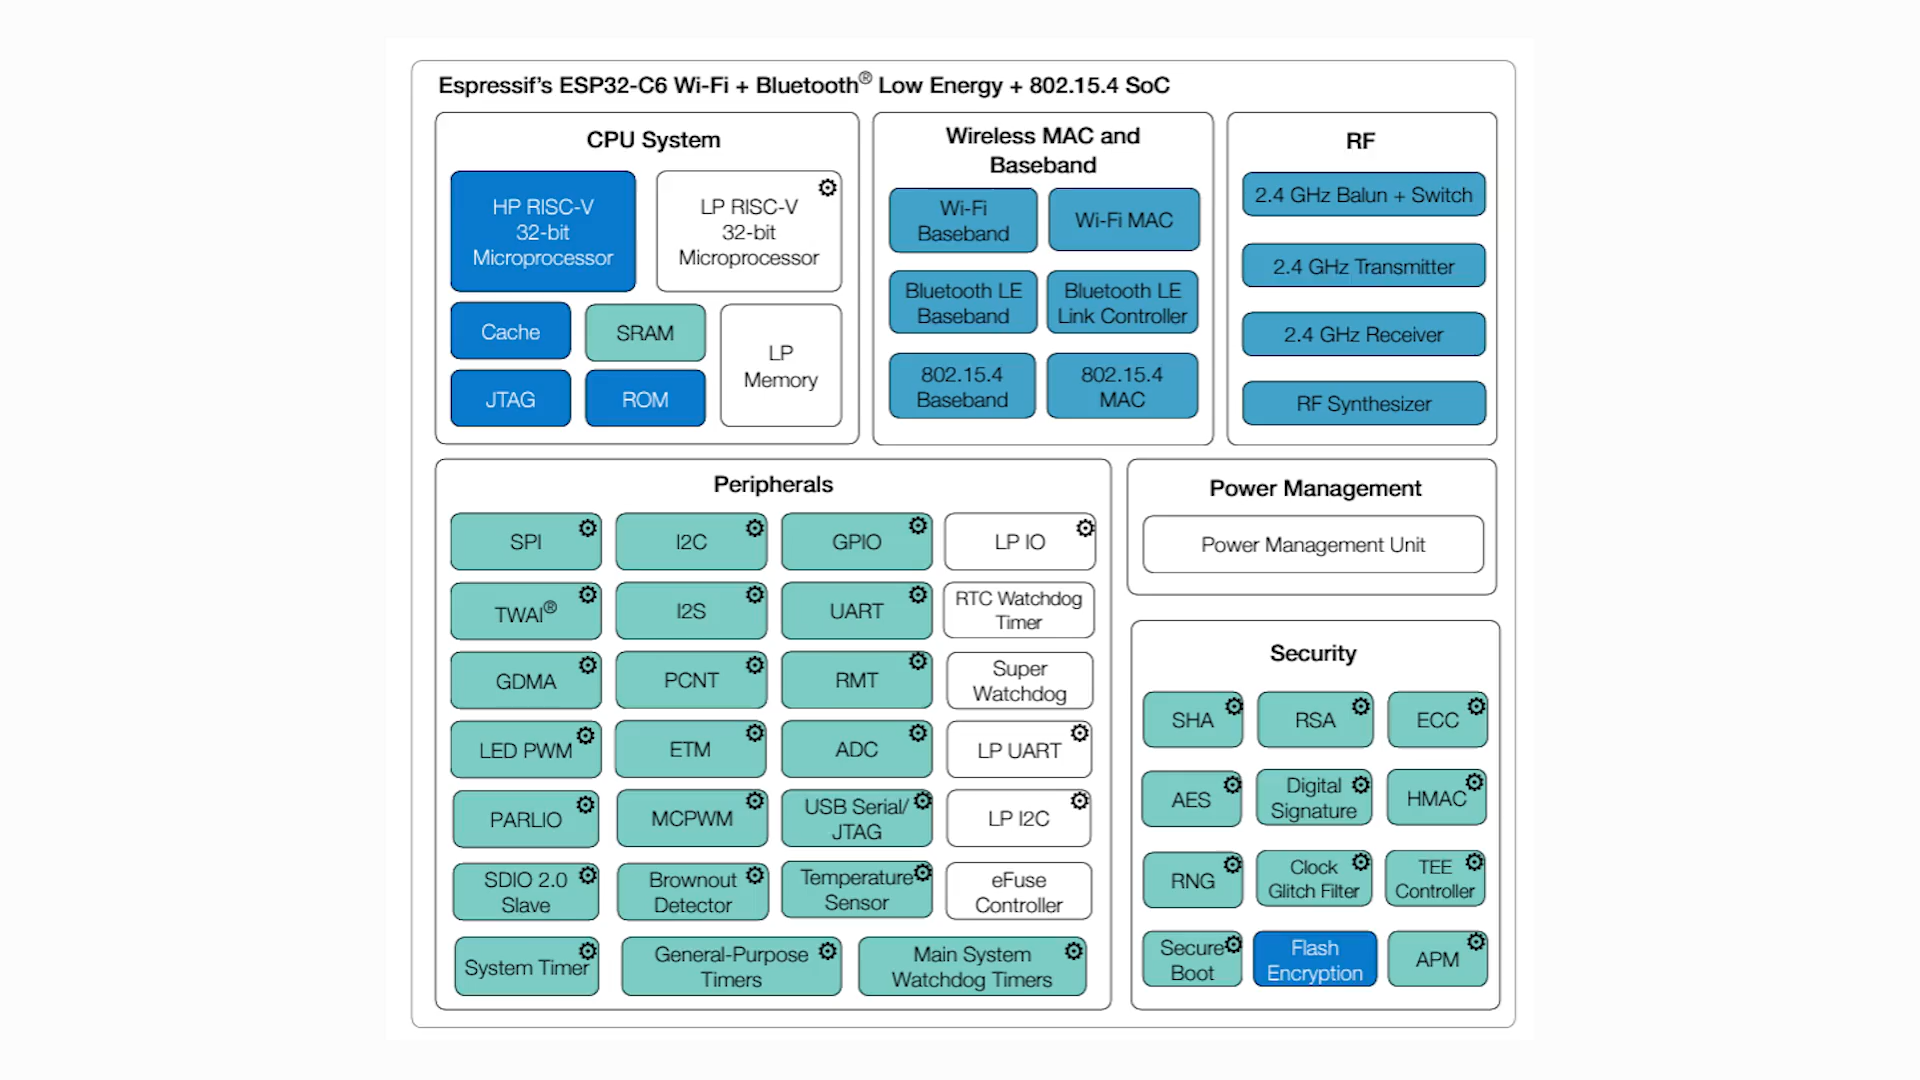 Espressif's ESP32-C6 Wi-Fi + Bluetooth® Low Energy + 802.15.4 SoC
CPU System
HP RISC-V
32-bit
Microprocessor
LP RISC-V
32-bit
Microprocessor
Cache
SRAM
LP
Memory
JTAG
ROM
Wireless MAC and
Baseband
Wi-Fi
Baseband
Wi-Fi MAC
Bluetooth LE
Baseband
Bluetooth LE
Link Controller
802.15.4
Baseband
802.15.4
MAC
RF
2.4 GHz Balun + Switch
2.4 GHz Transmitter
2.4 GHz Receiver
RF Synthesizer
Peripherals
SPI
I2C
GPIO
LP IO
TWAI®
I2S
UART
RTC Watchdog
Timer
GDMA
PCNT
RMT
Super
Watchdog
LED PWM
ETM
ADC
LP UART
PARLIO
MCPWM
USB Serial/
JTAG
LP I2C
SDIO 2.0
Slave
Brownout
Detector
Temperature
Sensor
eFuse
Controller
System Timer
General-Purpose
Timers
Main System
Watchdog Timers
Power Management
Power Management Unit
Security
SHA
RSA
ECC
AES
Digital
Signature
HMAC
RNG
Clock
Glitch Filter
TEE
Controller
Secure
Boot
Flash
Encryption
APM